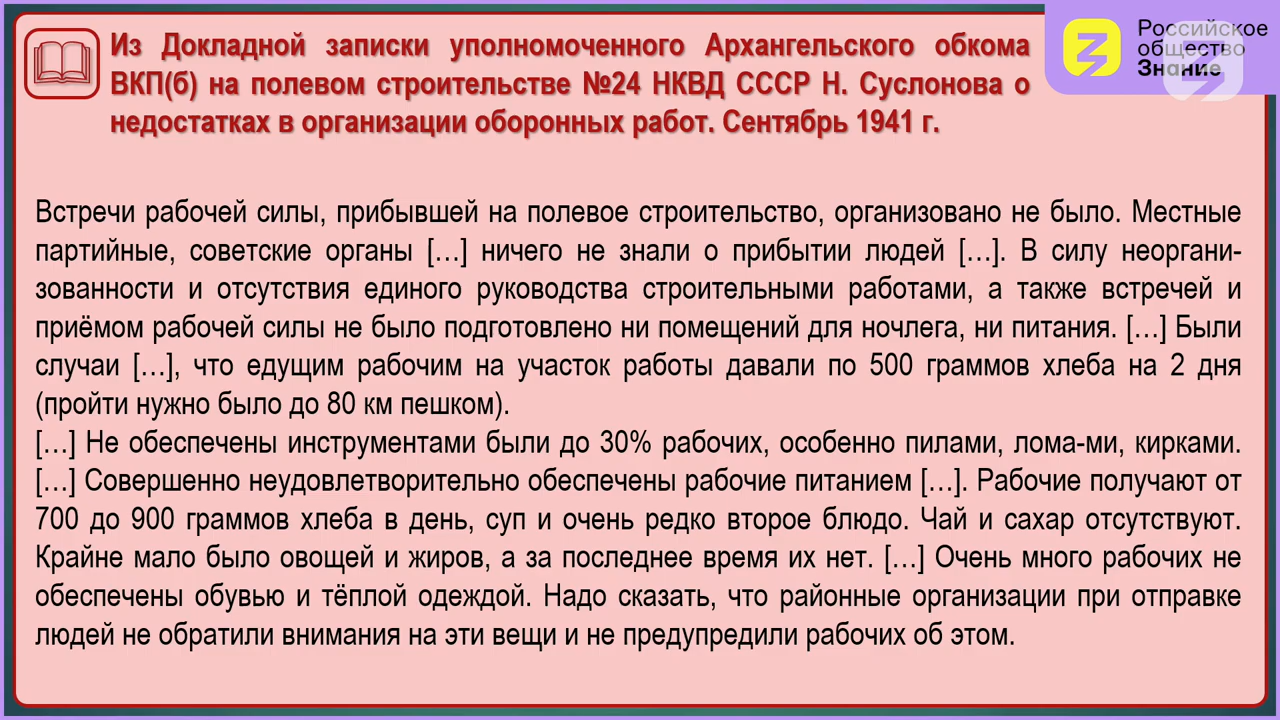 Из Докладной записки уполномоченного Архангельского обкома
ВКП(б) на полевом строительстве №24 НКВД СССР Н. Суслонова о
недостатках в организации оборонных работ. Сентябрь 1941 г.
Российское
общество
Знание
Встречи рабочей силы, прибывшей на полевое строительство, организовано не было. Местные
партийные, советские органы […] ничего не знали о прибытии людей […]. В силу неоргани-
зованности и отсутствия единого руководства строительными работами, а также встречей и
приёмом рабочей силы не было подготовлено ни помещений для ночлега, ни питания. […] Были
случаи […], что едущим рабочим на участок работы давали по 500 граммов хлеба на 2 дня
(пройти нужно было до 80 км пешком).
[…] Не обеспечены инструментами были до 30% рабочих, особенно пилами, лома-ми, кирками.
[…] Совершенно неудовлетворительно обеспечены рабочие питанием […]. Рабочие получают от
700 до 900 граммов хлеба в день, суп и очень редко второе блюдо. Чай и сахар отсутствуют.
Крайне мало было овощей и жиров, а за последнее время их нет. […] Очень много рабочих не
обеспечены обувью и тёплой одеждой. Надо сказать, что районные организации при отправке
людей не обратили внимания на эти вещи и не предупредили рабочих об этом.